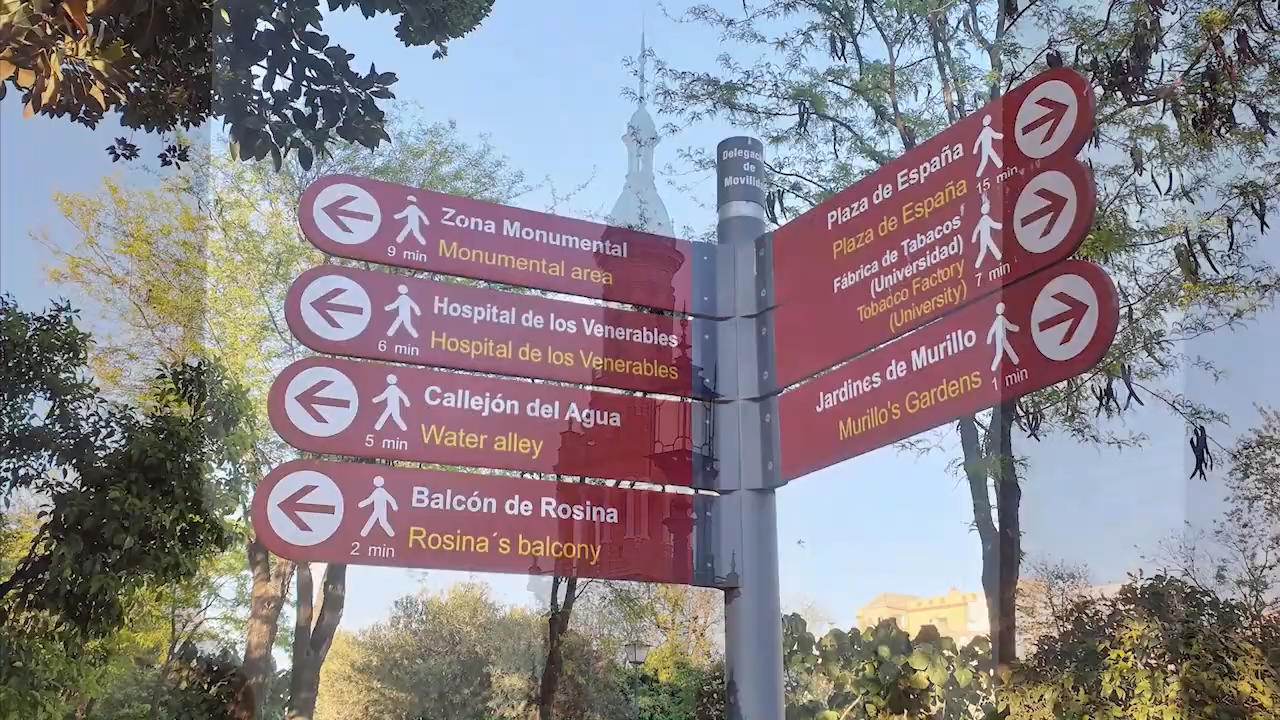 Delegac
de
Movilid
Zona Monumental
Monumental area
9 min
Hospital de los Venerables
Hospital de los Venerables
6 min
Callejón del Agua
Water alley
5 min
Balcón de Rosina
Rosina´s balcony
2 min
Plaza de España
Plaza de España
15 min
Fábrica de Tabacos
(Universidad)
Tobacco Factory
(University)
7 min
Jardines de Murillo
Murillo's Gardens
1 min